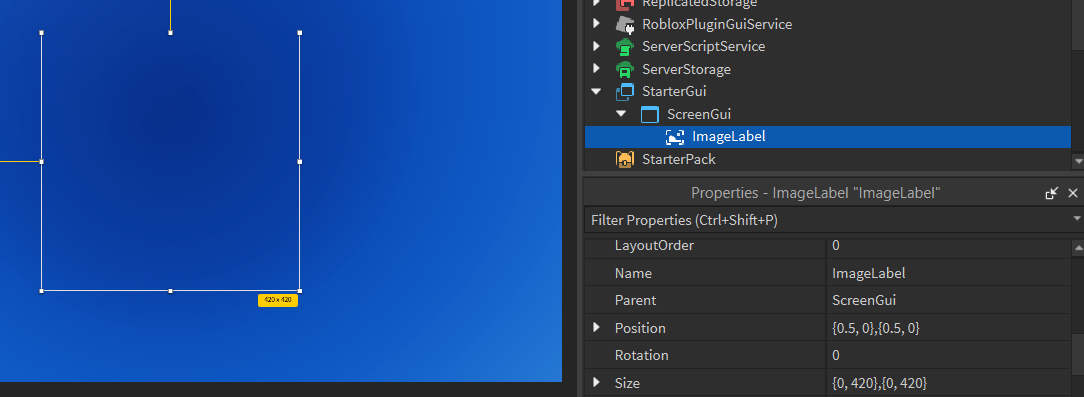 ReplicatedStorage
RobloxPluginGuiService
ServerScriptService
ServerStorage
StarterGui
ScreenGui
ImageLabel
StarterPack
Properties - ImageLabel "ImageLabel"
Filter Properties (Ctrl+Shift+P)
LayoutOrder 0
Name ImageLabel
Parent ScreenGui
Position {0.5, 0},{0.5, 0}
Rotation 0
Size {0, 420},{0, 420}
420 x 420